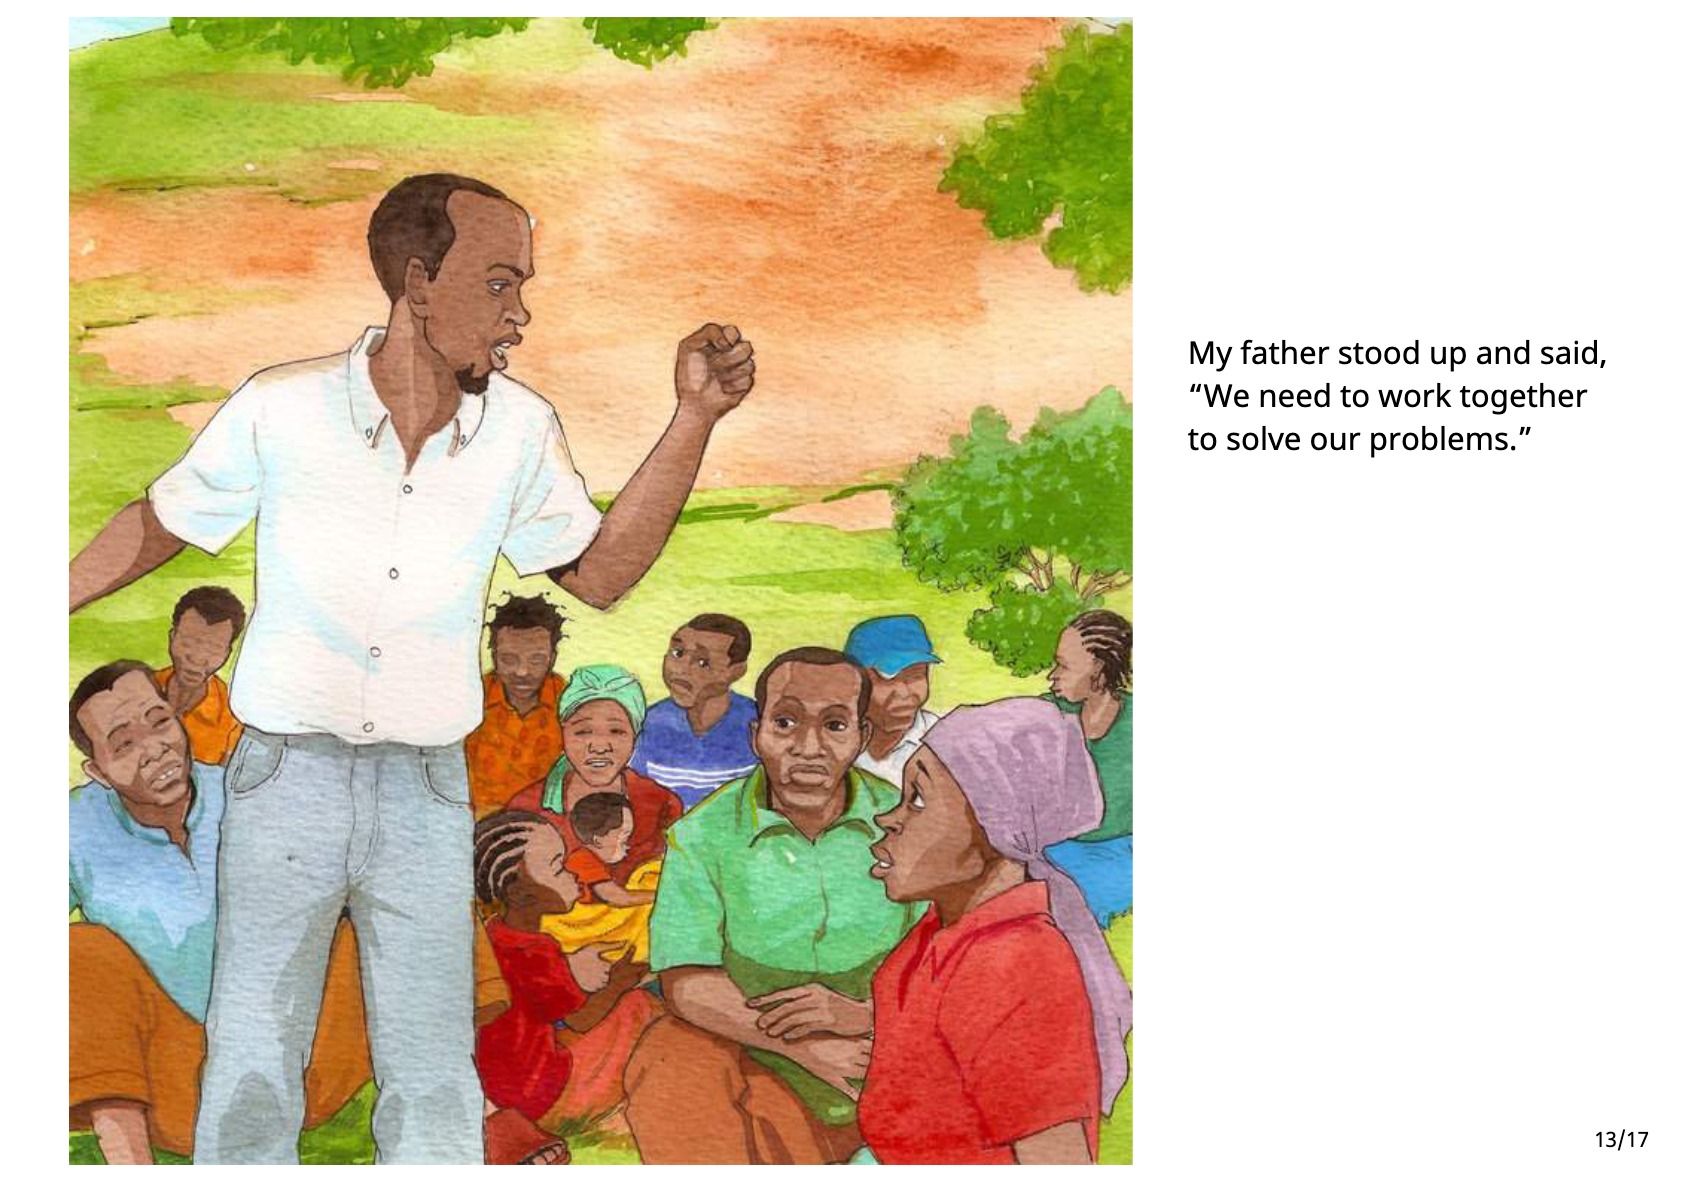 My father stood up and said,
“We need to work together
to solve our problems.”
13/17